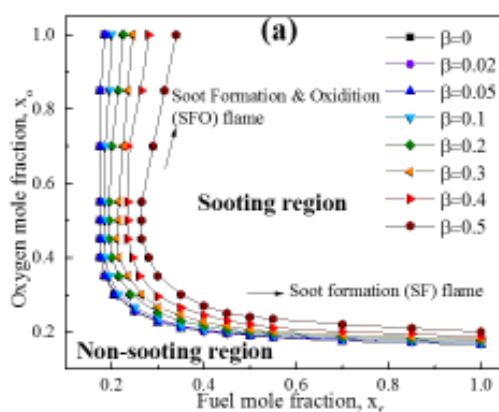 (a)
β=0
β=0.02
β=0.05
β=0.1
β=0.2
β=0.3
β=0.4
β=0.5
Soot Formation & Oxidition
(SFO) flame
Sooting region
Soot formation (SF) flame
Non-sooting region
Oxygen mole fraction, xₒ
1.0
0.8
0.6
0.4
0.2
0.2
0.4
0.6
0.8
1.0
Fuel mole fraction, x_F